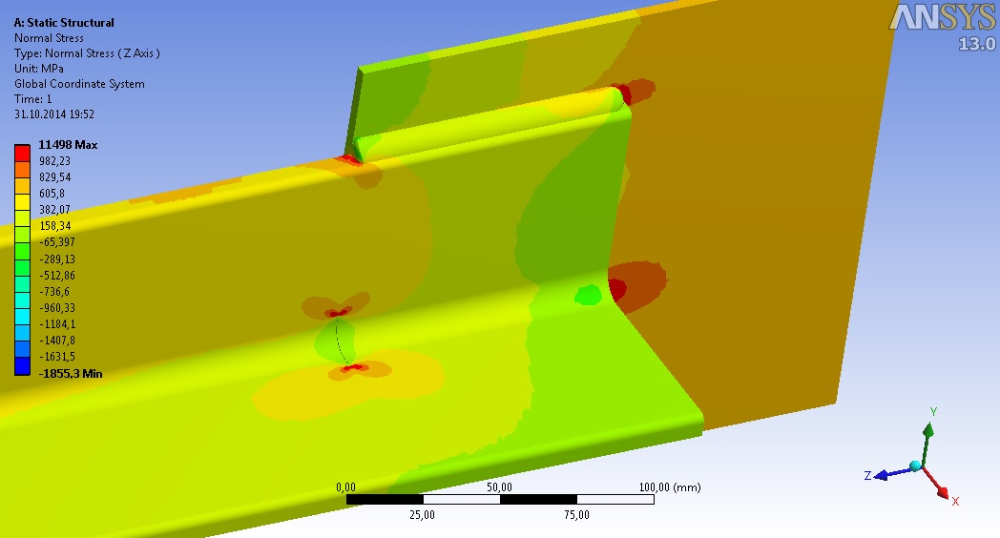 ANSYS
13.0
A: Static Structural
Normal Stress
Type: Normal Stress ( Z Axis )
Unit: MPa
Global Coordinate System
Time: 1
31.10.2014 19:52
11498 Max
982,23
829,54
605,8
382,07
158,34
-65,397
-289,13
-512,86
-736,6
-960,33
-1184,1
-1407,8
-1631,5
-1855,3 Min
Y
Z
X
0,00 50,00 100,00 (mm)
25,00 75,00